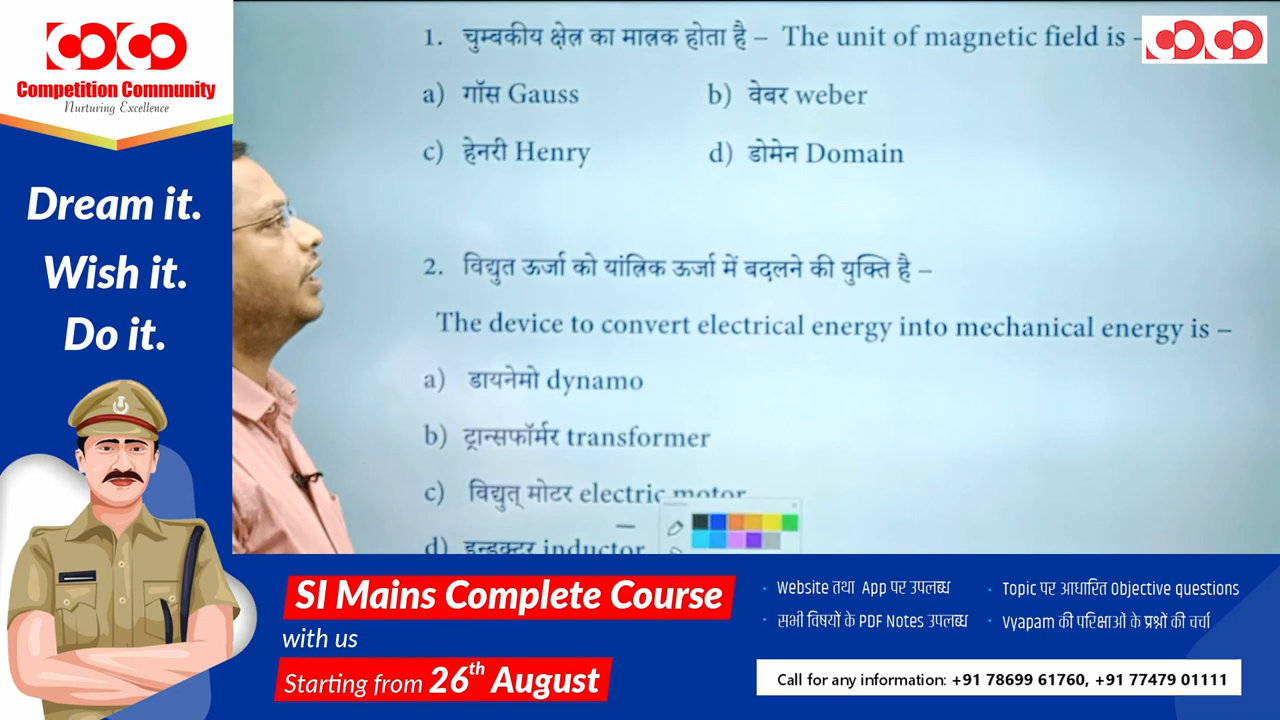 COCO
Competition Community
Nurturing Excellence
Dream it.
Wish it.
Do it.
1. चुम्बकीय क्षेत्र का मात्रक होता है – The unit of magnetic field is –
a) गॉस Gauss
b) वेबर weber
c) हेनरी Henry
d) डोमेन Domain
2. विद्युत ऊर्जा को यांत्रिक ऊर्जा में बदलने की युक्ति है –
The device to convert electrical energy into mechanical energy is –
a) डायनेमो dynamo
b) ट्रान्सफॉर्मर transformer
c) विद्युत् मोटर electric motor
d) इन्डक्टर inductor
COCO
SI Mains Complete Course
with us
Starting from 26th August
· Website तथा App पर उपलब्ध
· सभी विषयों के PDF Notes उपलब्ध
· Topic पर आधारित Objective questions
· Vyapam की परिक्षाओं के प्रश्नों की चर्चा
Call for any information: +91 78699 61760, +91 77479 01111